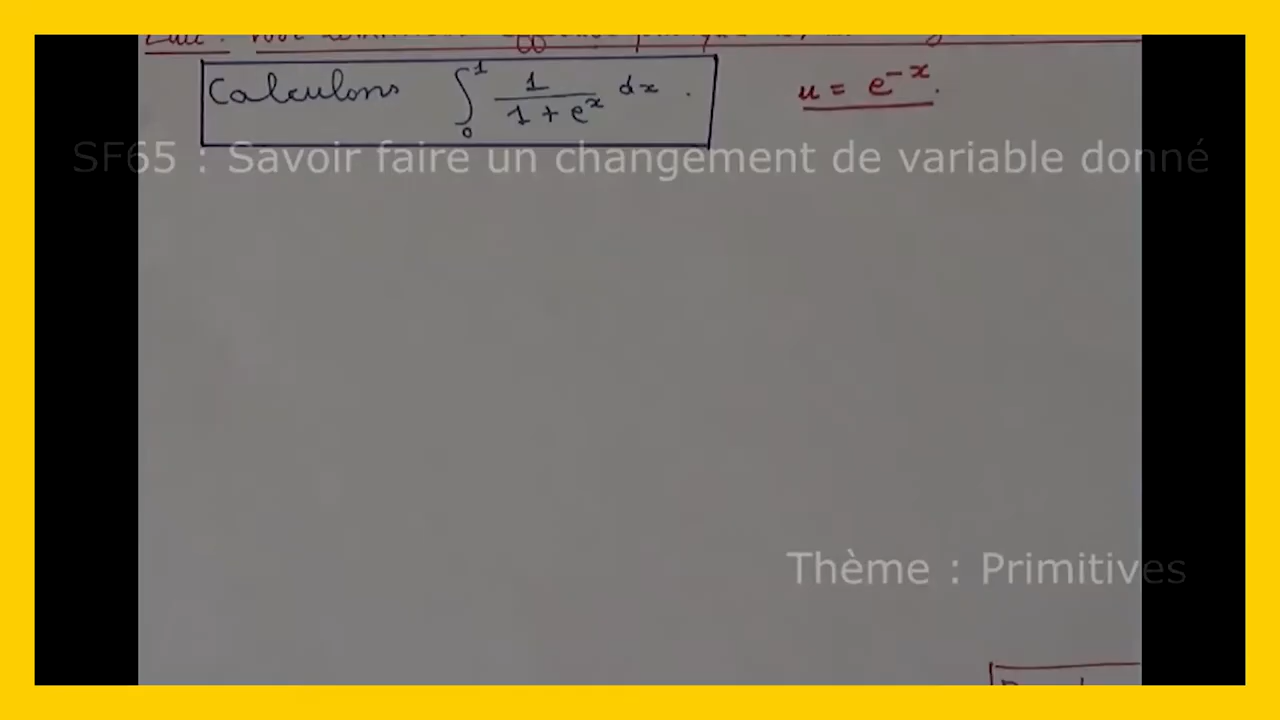 Calculons ∫₀¹ 1/(1 + eˣ) dx . u = e⁻ˣ.
SF65 : Savoir faire un changement de variable donné
Thème : Primitives